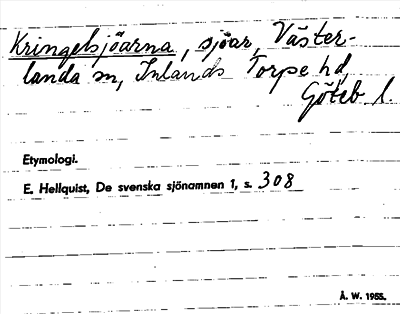 Kringelsjöarna, sjöar, Väster-
landa sn, Inlands Torpe hd,
Göteb l.
Etymologi.
E. Hellquist, De svenska sjönamnen 1, s. 308
Å. W. 1955.